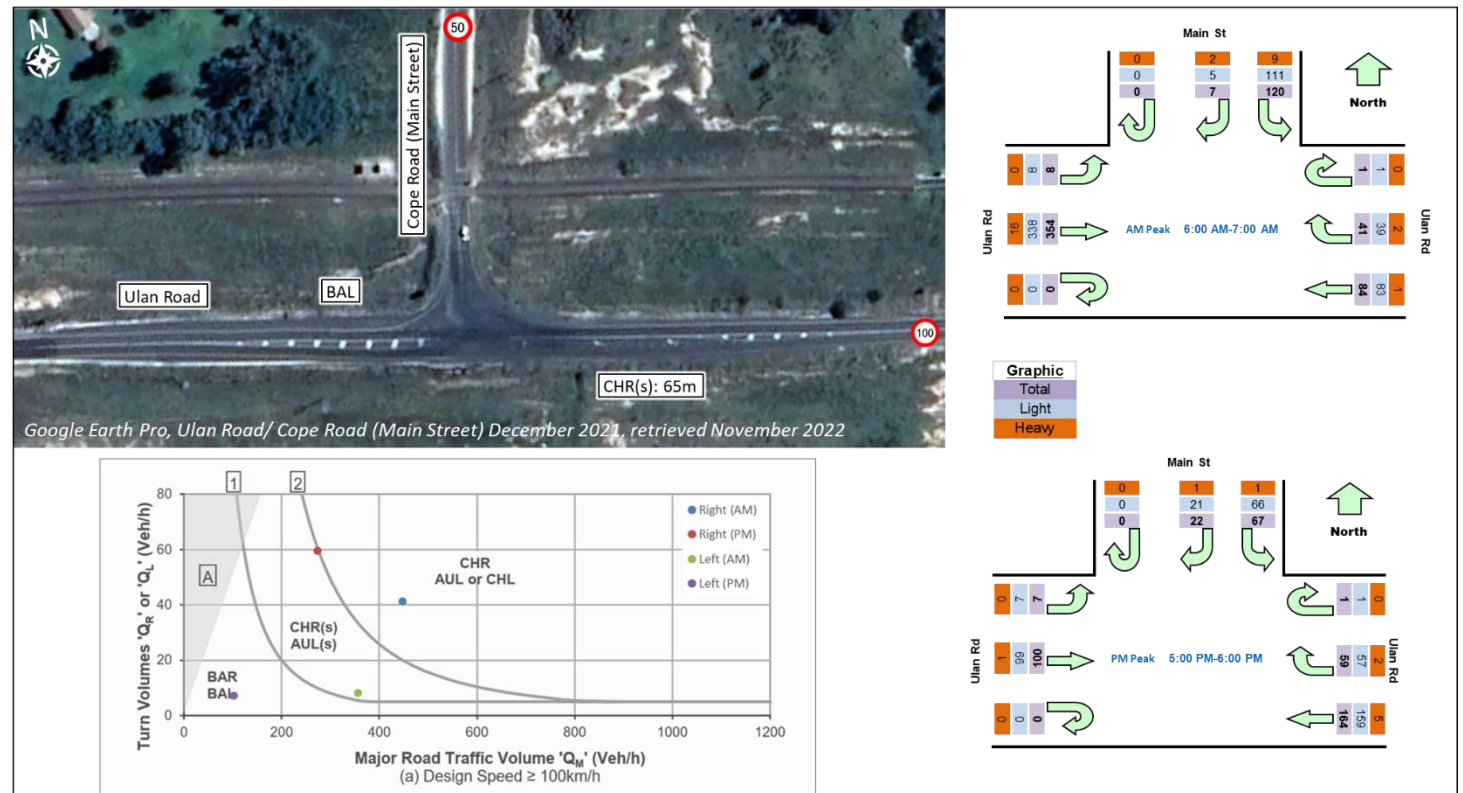 N
50
Cope Road (Main Street)
Ulan Road
BAL
100
CHR(s): 65m
Google Earth Pro, Ulan Road/ Cope Road (Main Street) December 2021, retrieved November 2022
Main St
0 2 9
0 5 111
0 7 120
North
0 8 8
1 1 0
Ulan Rd
16 338 354
AM Peak 6:00 AM-7:00 AM
41 39 2
Ulan Rd
0 0 0
84 83 1
Graphic
Total
Light
Heavy
Main St
0 1 1
0 21 66
0 22 67
North
0 7 7
1 1 0
Ulan Rd
1 99 100
PM Peak 5:00 PM-6:00 PM
59 57 2
Ulan Rd
0 0 0
164 159 5
Turn Volumes 'QR' or 'QL' (Veh/h)
80
60
40
20
0
1
2
A
Right (AM)
Right (PM)
Left (AM)
Left (PM)
CHR
AUL or CHL
CHR(s)
AUL(s)
BAR
BAL
0 200 400 600 800 1000 1200
Major Road Traffic Volume 'QM' (Veh/h)
(a) Design Speed ≥ 100km/h